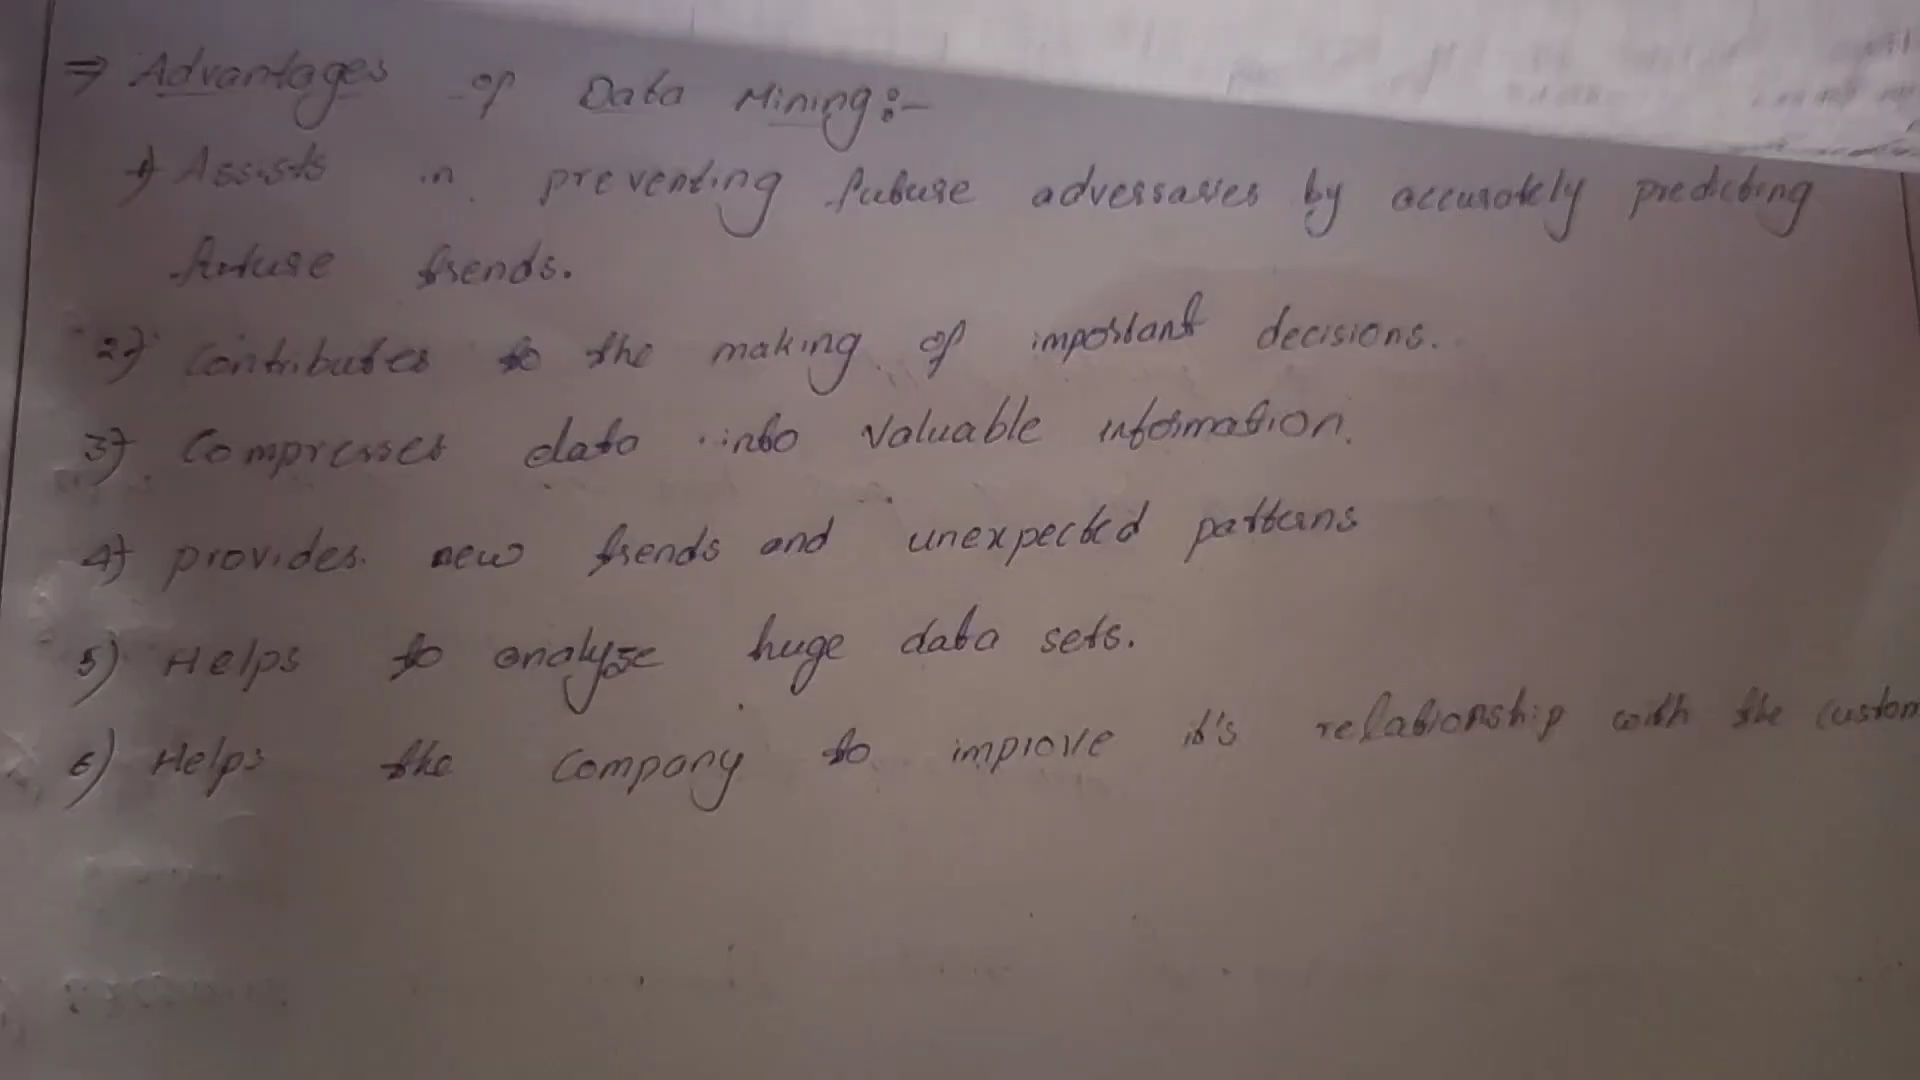 ⇒ Advantages of Data Mining:-
1) Assists in preventing future adversaries by accurately predicting
future trends.
2) Contributes to the making of important decisions.
3) Compresses data into valuable information.
4) provides new trends and unexpected patterns
5) Helps to analyze huge data sets.
6) Helps the company to improve it's relationship with the custom